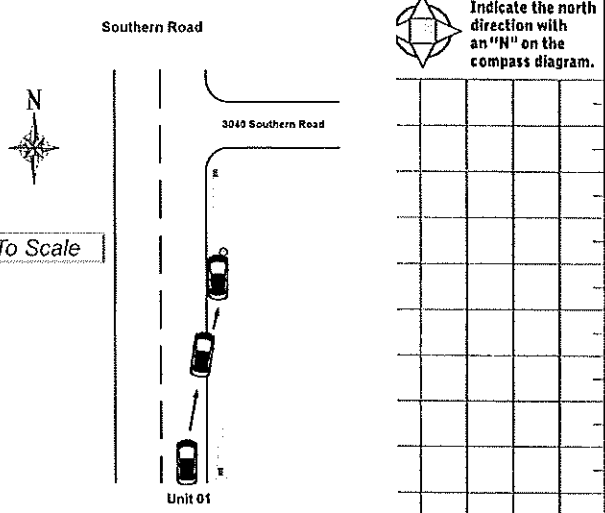 Southern Road
Indicate the north
direction with
an "N" on the
compass diagram.
N
3040 Southern Road
To Scale
Unit 01